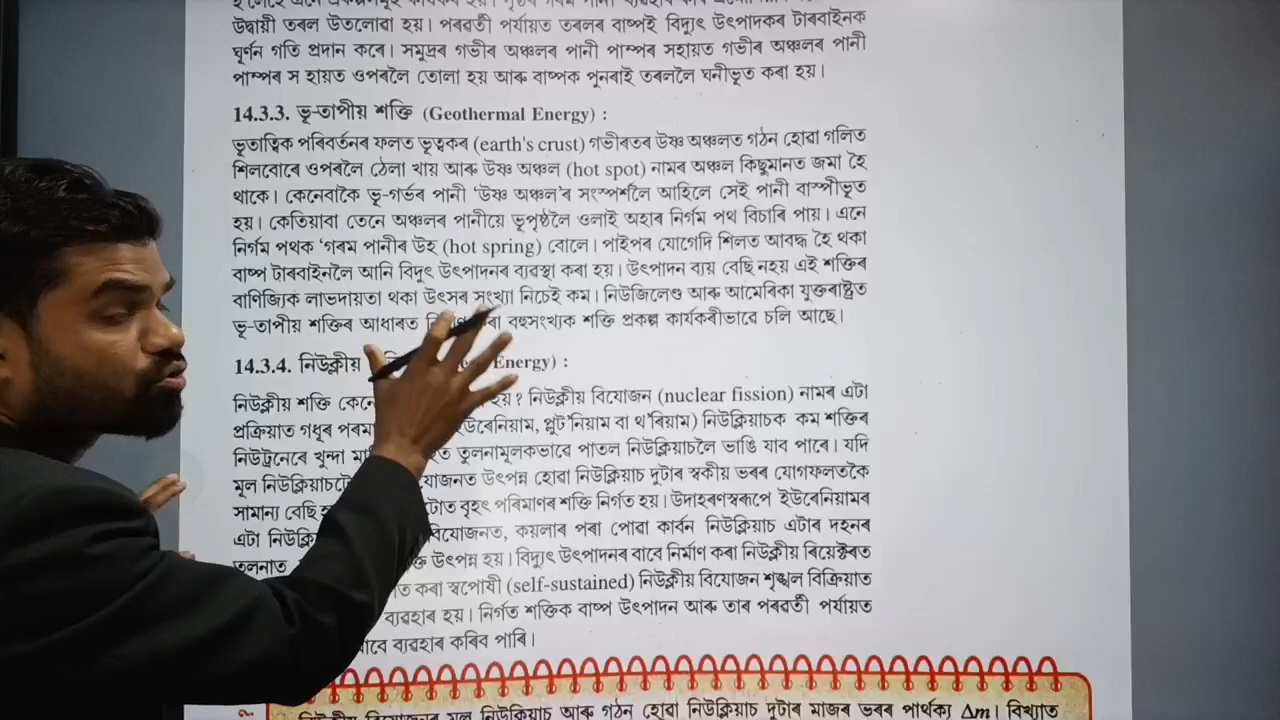 উদ্বায়ী তৰল উতলোৱা হয়। পৰৱৰ্তী পৰ্যায়ত তৰলৰ বাষ্পই বিদ্যুৎ উৎপাদকৰ টাৰবাইনক
ঘূৰ্ণন গতি প্ৰদান কৰে। সমুদ্ৰৰ গভীৰ অঞ্চলৰ পানী পাম্পৰ সহায়ত গভীৰ অঞ্চলৰ পানী
পাম্পৰ স হায়ত ওপৰলৈ তোলা হয় আৰু বাষ্পক পুনৰাই তৰললৈ ঘনীভূত কৰা হয়।
14.3.3. ভূ-তাপীয় শক্তি (Geothermal Energy) :
ভূতাত্বিক পৰিবৰ্তনৰ ফলত ভূত্বকৰ (earth's crust) গভীৰতৰ উষ্ণ অঞ্চলত গঠন হোৱা গলিত
শিলবোৰে ওপৰলৈ ঠেলা খায় আৰু উষ্ণ অঞ্চল (hot spot) নামৰ অঞ্চল কিছুমানত জমা হৈ
থাকে। কেনেবাকৈ ভূ-গৰ্ভৰ পানী ‘উষ্ণ অঞ্চল’ৰ সংস্পৰ্শলৈ আহিলে সেই পানী বাস্পীভূত
হয়। কেতিয়াবা তেনে অঞ্চলৰ পানীয়ে ভূপৃষ্ঠলৈ ওলাই অহাৰ নিৰ্গম পথ বিচাৰি পায়। এনে
নিৰ্গম পথক ‘গৰম পানীৰ উহ (hot spring) বোলে। পাইপৰ যোগেদি শিলত আবদ্ধ হৈ থকা
বাষ্প টাৰবাইনলৈ আনি বিদুৎ উৎপাদনৰ ব্যৱস্থা কৰা হয়। উৎপাদন ব্যয় বেছি নহয় এই শক্তিৰ
বাণিজ্যিক লাভদায়তা থকা উৎসৰ সংখ্যা নিচেই কম। নিউজিলেণ্ড আৰু আমেৰিকা যুক্তৰাষ্ট্ৰত
ভূ-তাপীয় শক্তিৰ আধাৰত বহুসংখ্যক শক্তি প্ৰকল্প কাৰ্যকৰীভাৱে চলি আছে।
14.3.4. নিউক্লীয় Energy) :
নিউক্লীয় শক্তি হয়? নিউক্লীয় বিযোজন (nuclear fission) নামৰ এটা
প্ৰক্ৰিয়াত গধূৰ প্লুট'নিয়াম বা থ'ৰিয়াম) নিউক্লিয়াচক কম শক্তিৰ
নিউট্ৰনেৰে খুন্দা তুলনামূলকভাৱে পাতল নিউক্লিয়াচলৈ ভাঙি যাব পাৰে। যদি
মূল উৎপন্ন হোৱা নিউক্লিয়াচ দুটাৰ স্বকীয় ভৰৰ যোগফলতকৈ
সামান্য বেছি বৃহৎ পৰিমাণৰ শক্তি নিৰ্গত হয়। উদাহৰণস্বৰূপে ইউৰেনিয়ামৰ
এটা কয়লাৰ পৰা পোৱা কাৰ্বন নিউক্লিয়াচ এটাৰ দহনৰ
তুলনাত উৎপন্ন হয়। বিদ্যুৎ উৎপাদনৰ বাবে নিৰ্মাণ কৰা নিউক্লীয় ৰিয়েক্টৰত
কৰা স্বপোষী (self-sustained) নিউক্লীয় বিযোজন শৃঙ্খল বিক্ৰিয়াত
ব্যৱহাৰ হয়। নিৰ্গত শক্তিক বাষ্প উৎপাদন আৰু তাৰ পৰৱৰ্তী পৰ্যায়ত
ব্যৱহাৰ কৰিব পাৰি।
নিউক্লিয়াচ আৰু গঠন হোৱা নিউক্লিয়াচ দুটাৰ মাজৰ ভৰৰ পাৰ্থক্য Δm। বিখ্যাত